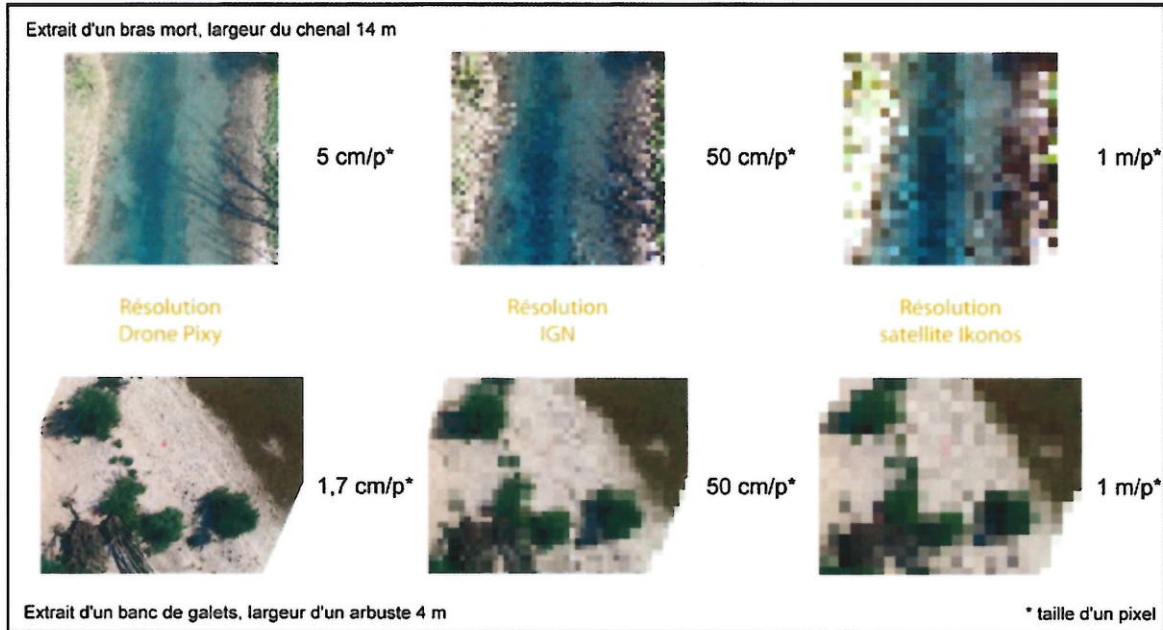 Extrait d'un bras mort, largeur du chenal 14 m
5 cm/p*
50 cm/p*
1 m/p*
Résolution
Drone Pixy
Résolution
IGN
Résolution
satellite Ikonos
1,7 cm/p*
50 cm/p*
1 m/p*
Extrait d'un banc de galets, largeur d'un arbuste 4 m
* taille d'un pixel